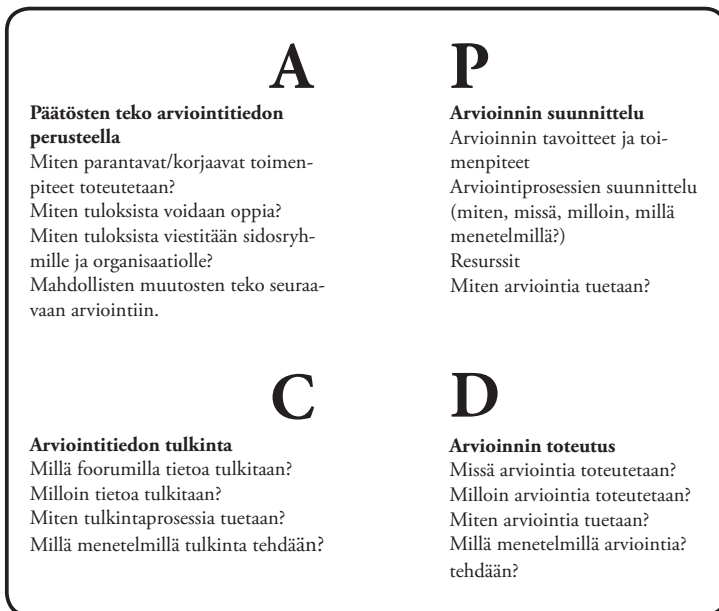 A
Päätösten teko arviointitiedon
perusteella
Miten parantavat/korjaavat toimen-
piteet toteutetaan?
Miten tuloksista voidaan oppia?
Miten tuloksista viestitään sidosryh-
mille ja organisaatiolle?
Mahdollisten muutosten teko seuraa-
vaan arviointiin.
P
Arvioinnin suunnittelu
Arvioinnin tavoitteet ja toi-
menpiteet
Arviointiprosessien suunnittelu
(miten, missä, milloin, millä
menetelmillä?)
Resurssit
Miten arviointia tuetaan?
C
Arviointitiedon tulkinta
Millä foorumilla tietoa tulkitaan?
Milloin tietoa tulkitaan?
Miten tulkintaprosessia tuetaan?
Millä menetelmillä tulkinta tehdään?
D
Arvioinnin toteutus
Missä arviointia toteutetaan?
Milloin arviointia toteutetaan?
Miten arviointia tuetaan?
Millä menetelmillä arviointia?
tehdään?